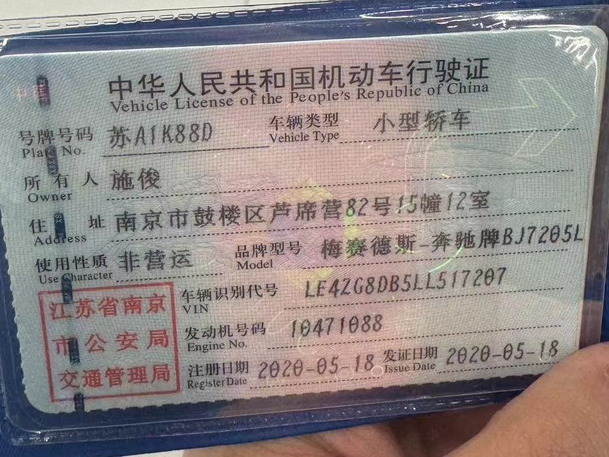 中华人民共和国机动车行驶证
Vehicle License of the People's Republic of China
号牌号码 苏A1K88D 车辆类型 小型轿车
Plate No. Vehicle Type
所有人 施俊
Owner
住址 南京市鼓楼区芦席营82号15幢12室
Address
使用性质 非营运 品牌型号 梅赛德斯-奔驰牌BJ7205L
Use Character Model
车辆识别代号 LE4ZG8DB5LL517207
VIN
发动机号码 10471088
Engine No.
注册日期 2020-05-18 发证日期 2020-05-18
Register Date Issue Date
江苏省南京
市公安局
交通管理局